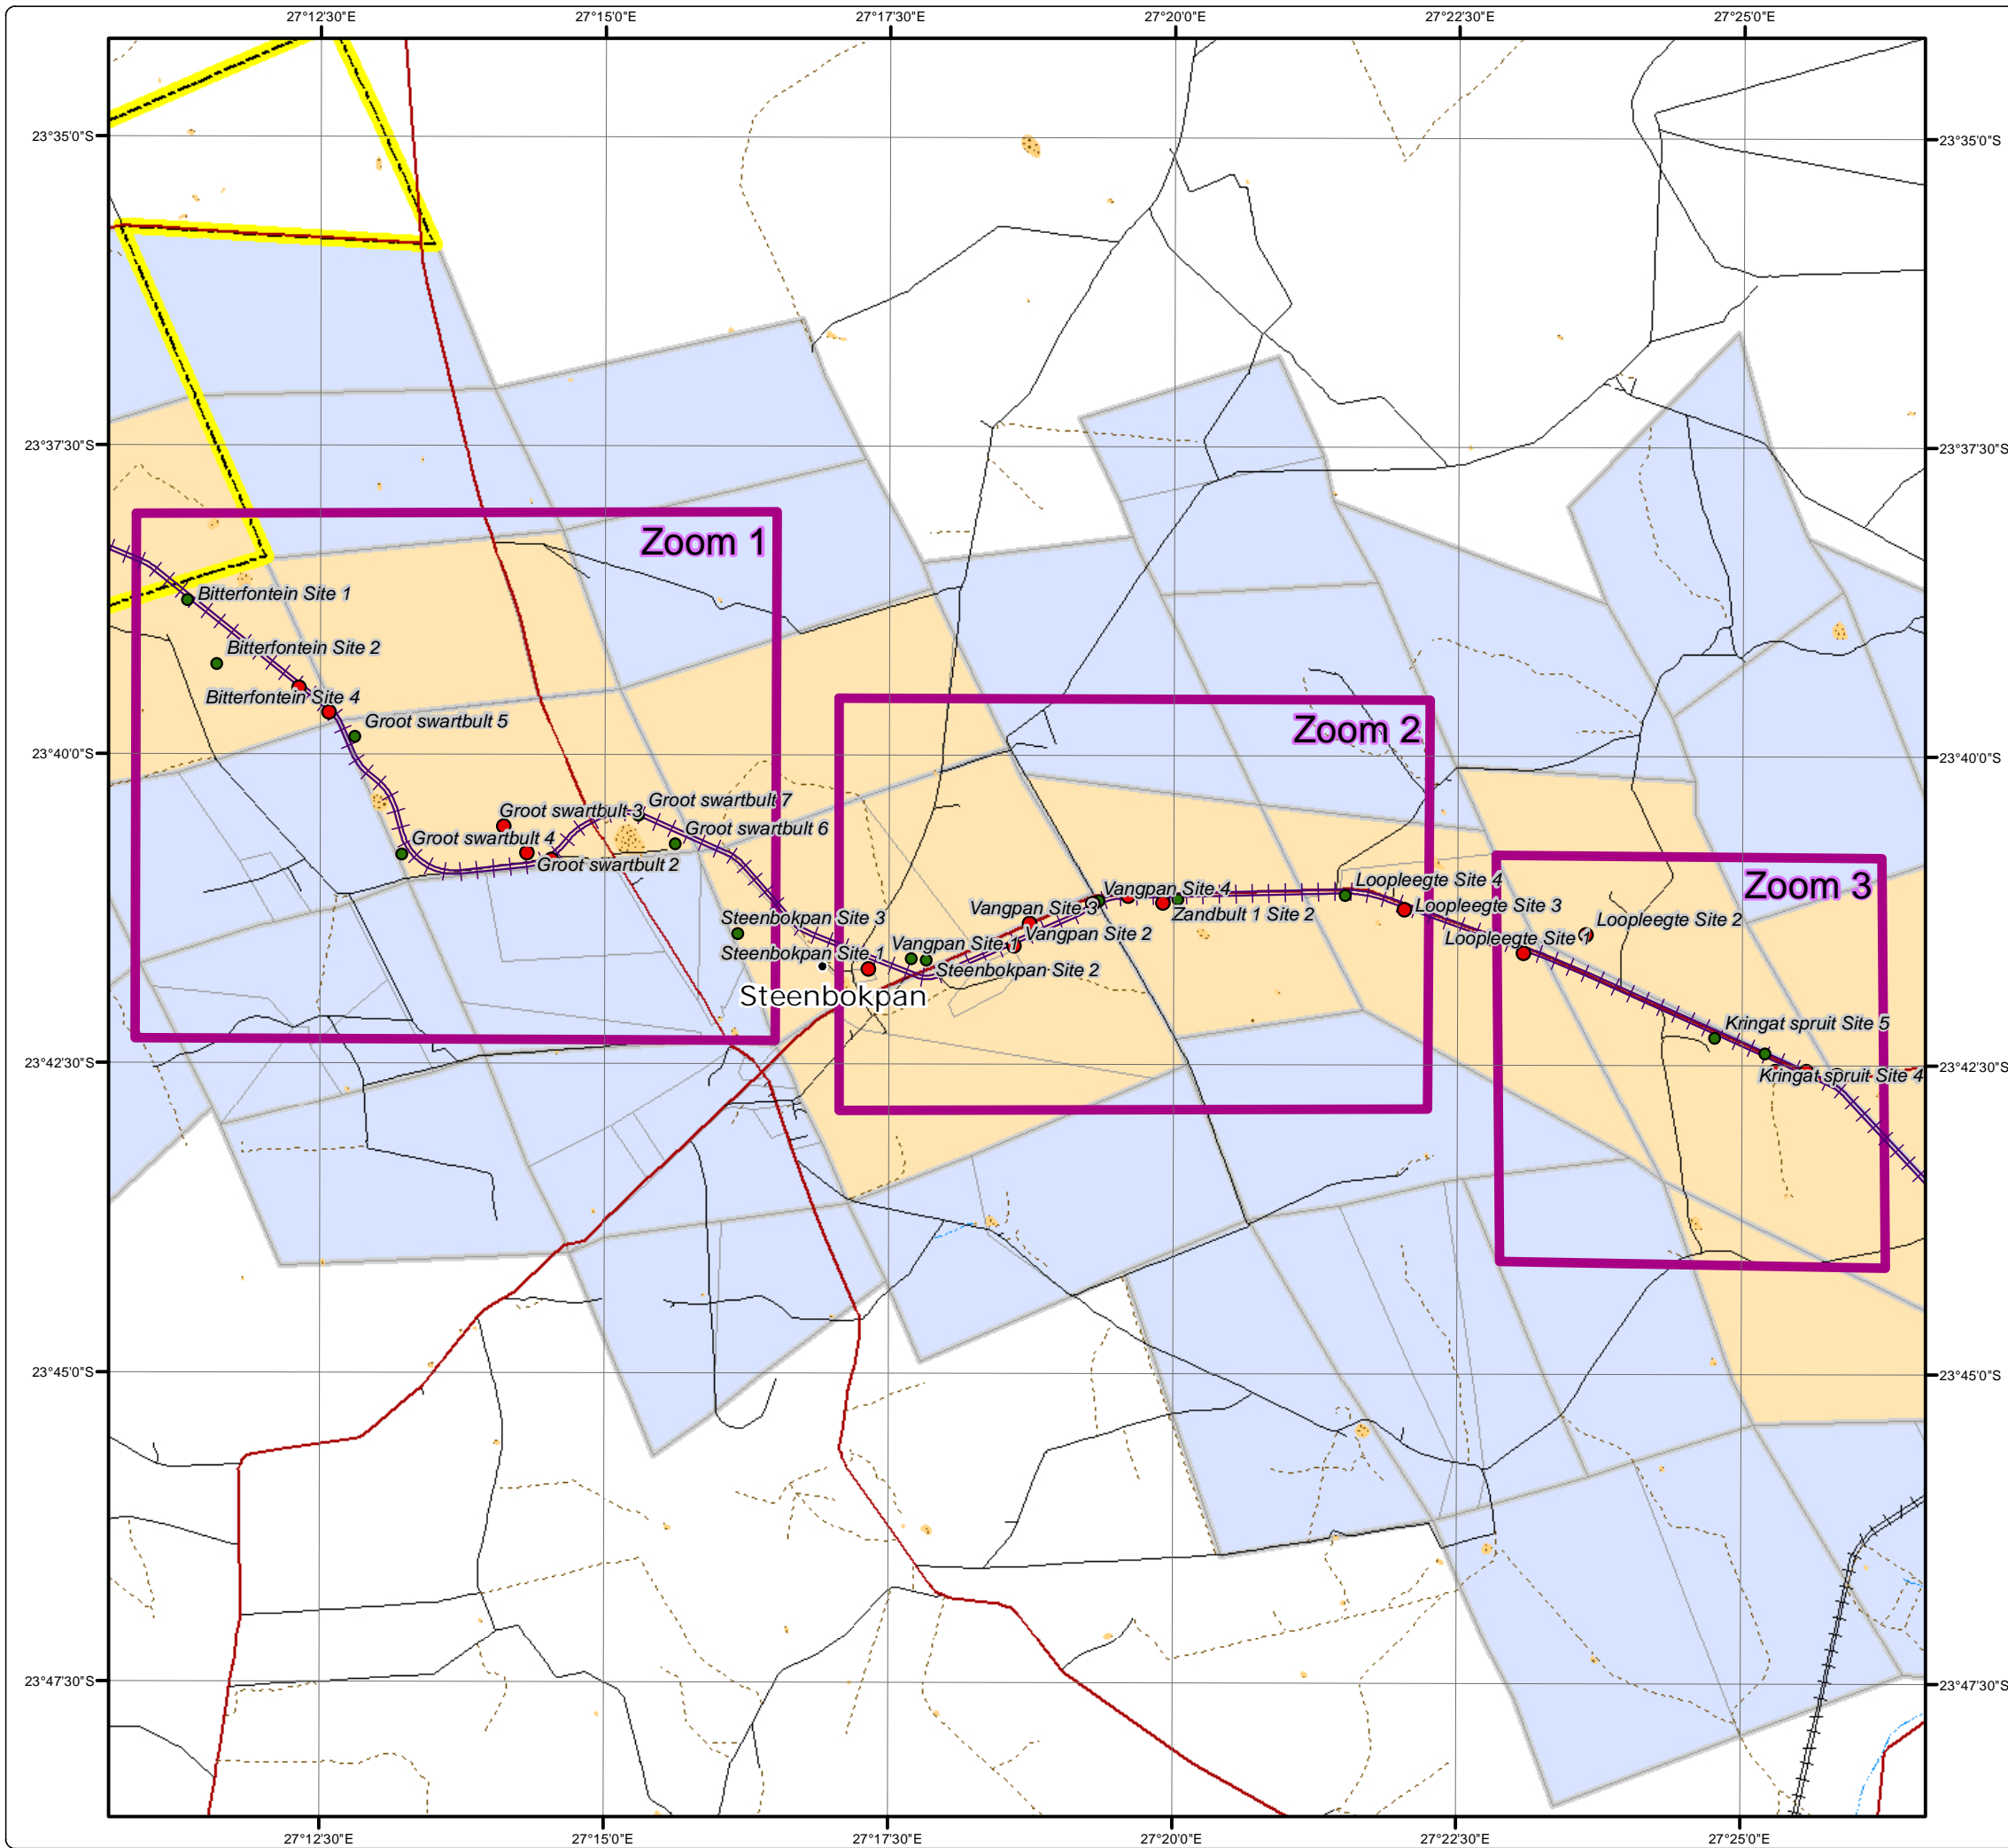 27°12'30"E
27°15'0"E
27°17'30"E
27°20'0"E
27°22'30"E
27°25'0"E
23°35'0"S
23°35'0"S
23°37'30"S
23°37'30"S
Zoom 1
Bitterfontein Site 1
Bitterfontein Site 2
Bitterfontein Site 4
Groot swartbult 5
Zoom 2
23°40'0"S
23°40'0"S
Groot swartbult 7
Groot swartbult 3
Groot swartbult 6
Groot swartbult 4
Groot swartbult 2
Zoom 3
Loopleegte Site 4
Vangpan Site 4
Loopleegte Site 3
Vangpan Site 3
Zandbult 1 Site 2
Steenbokpan Site 3
Loopleegte Site 2
Vangpan Site 2
Loopleegte Site 1
Vangpan Site 1
Steenbokpan Site 1
Steenbokpan Site 2
Steenbokpan
Kringat spruit Site 5
23°42'30"S
23°42'30"S
Kringat spruit Site 4
23°45'0"S
23°45'0"S
23°47'30"S
23°47'30"S
27°12'30"E
27°15'0"E
27°17'30"E
27°20'0"E
27°22'30"E
27°25'0"E